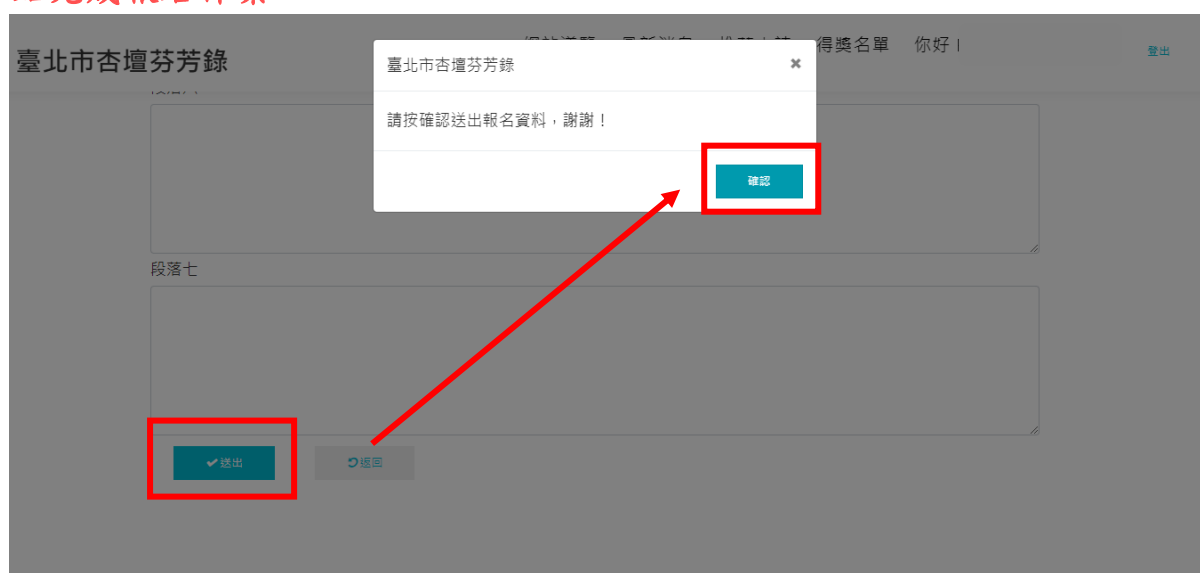 臺北市杏壇芬芳錄
得獎名單 你好!
登出
臺北市杏壇芬芳錄 ×
請按確認送出報名資料，謝謝！
確認
段落七
送出 返回